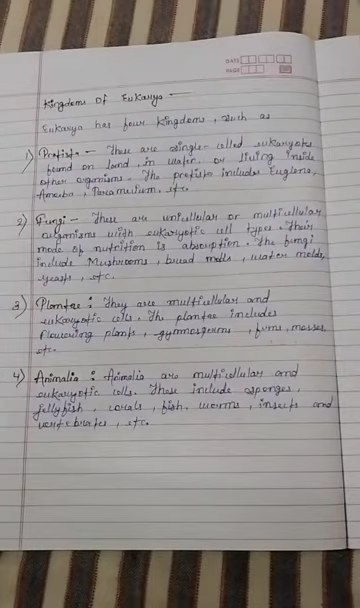 DATE
PAGE
Kingdoms of Eukarya —
Eukarya has four Kingdoms, such as
1) Protista - These are single-celled eukaryotes
found on land, in water, or living inside
other organisms. The protista includes Euglena,
Amoeba, Paramecium, etc.
2) Fungi - These are unicellular or multicellular
organisms with eukaryotic cell types. Their
mode of nutrition is absorption. The fungi
include Mushrooms, bread molds, water molds,
yeasts, etc.
3) Plantae : They are multicellular and
eukaryotic cells. The plantae includes
flowering plants, gymnosperms, ferns, mosses,
etc.
4) Animalia : Animalia are multicellular and
eukaryotic cells. These include sponges,
jellyfish, corals, fish, worms, insects and
vertebrates, etc.